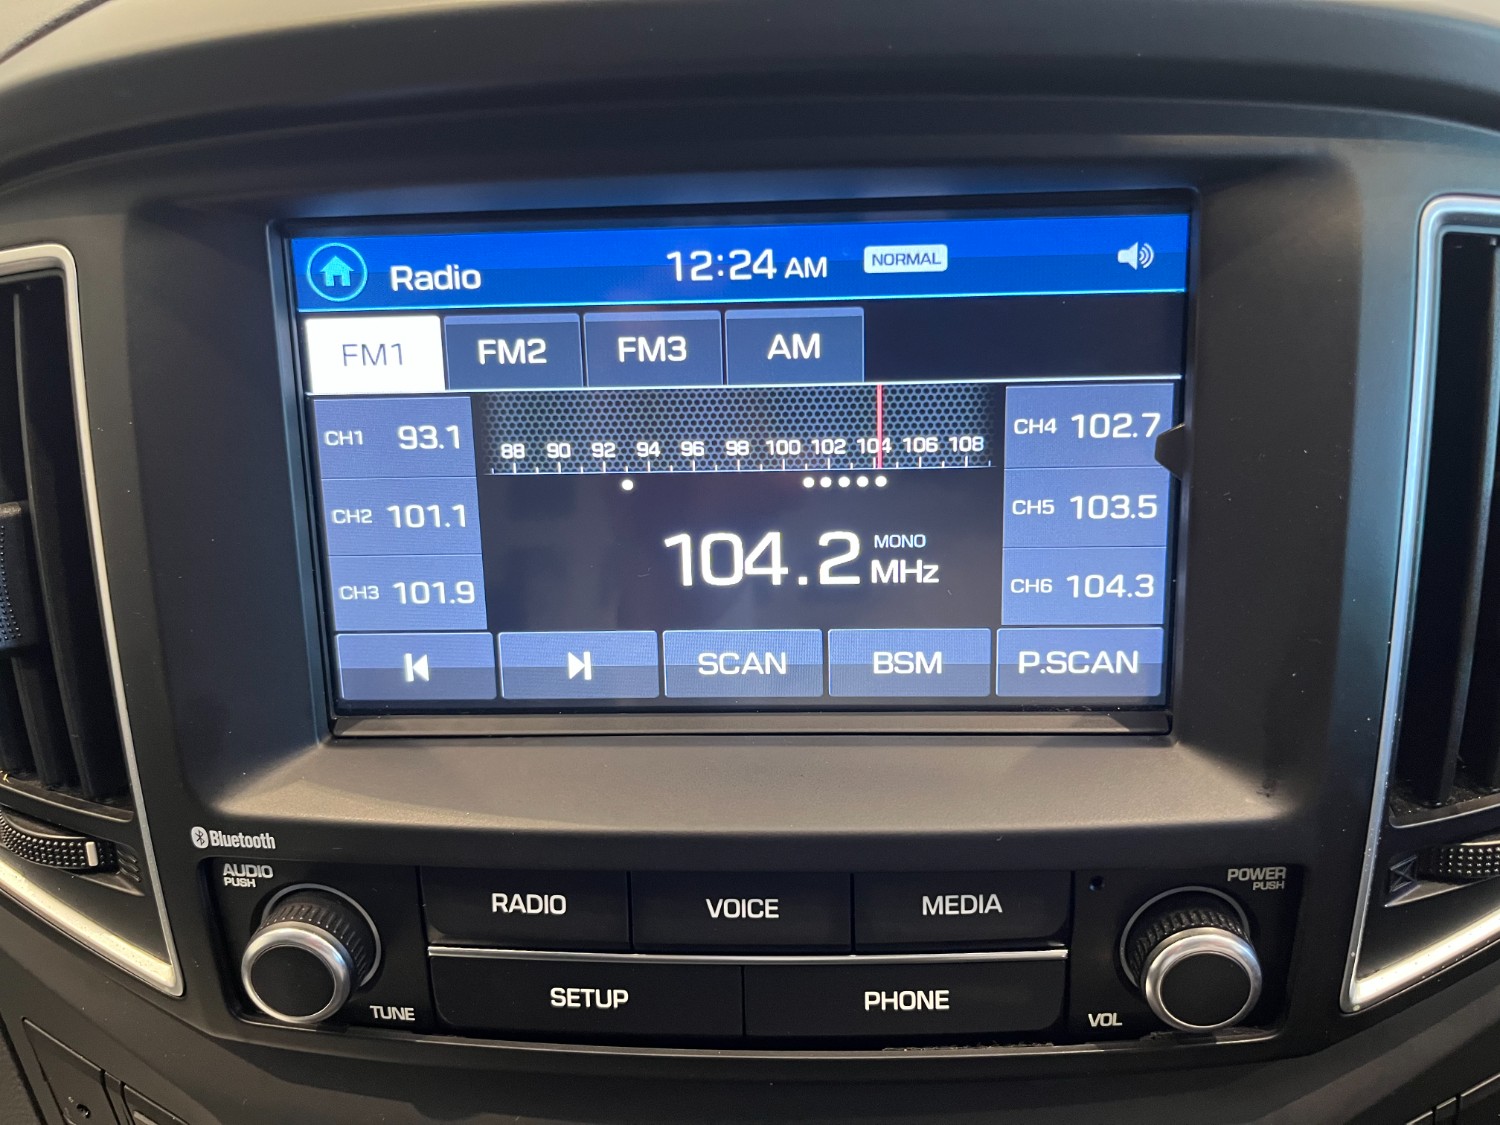 Radio 12:24 AM NORMAL
FM1 FM2 FM3 AM
CH1 93.1
CH2 101.1
CH3 101.9
88 90 92 94 96 98 100 102 104 106 108
104.2 MONO
MHz
CH4 102.7
CH5 103.5
CH6 104.3
SCAN BSM P.SCAN
Bluetooth
AUDIO
PUSH
TUNE
RADIO VOICE MEDIA
SETUP PHONE
POWER
PUSH
VOL